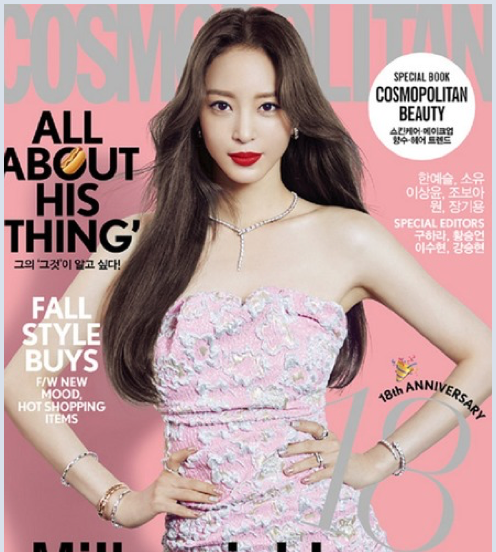 COSMOPOLITAN
SPECIAL BOOK
COSMOPOLITAN
BEAUTY
스킨케어·메이크업
향수·헤어 트렌드
ALL
ABOUT
HIS
THING’
그의 '그것'이 알고 싶다!
한예슬, 소유
이상윤, 조보아
원, 장기용
SPECIAL EDITORS
구하라, 황승언
이수현, 강승현
FALL
STYLE
BUYS
F/W NEW
MOOD,
HOT SHOPPING
ITEMS
18th ANNIVERSARY
18